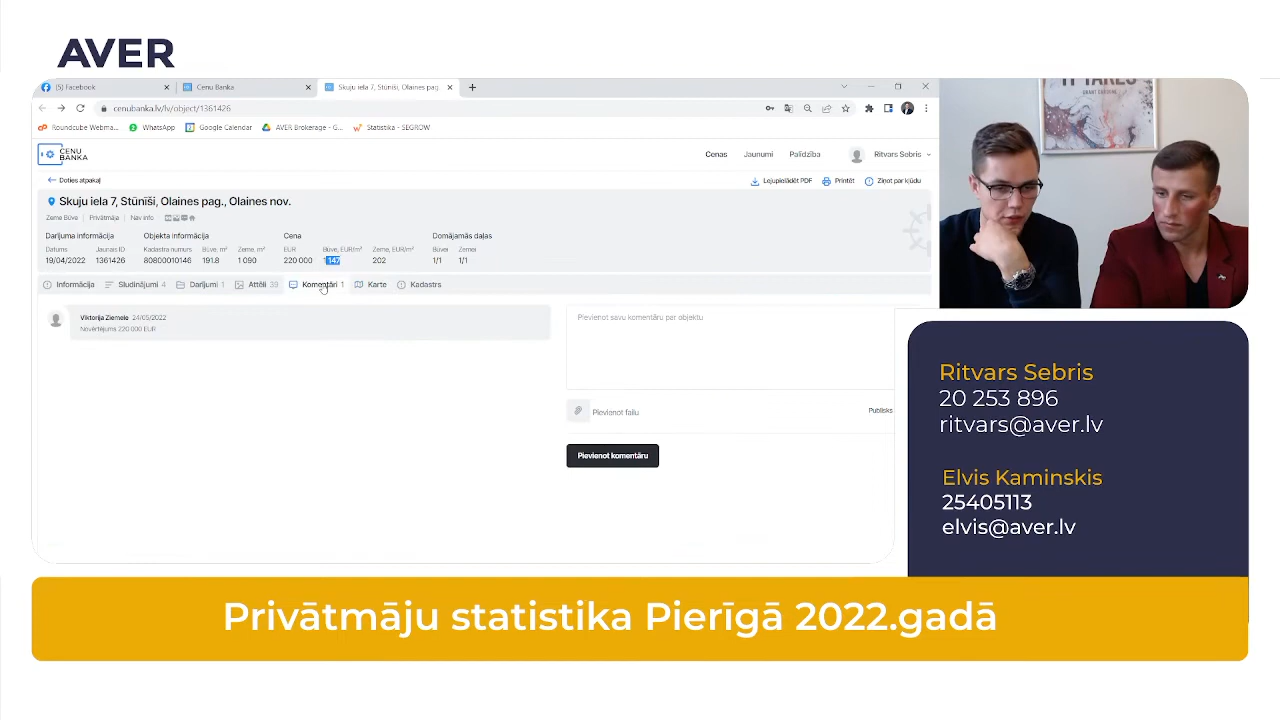 AVER
(5) Facebook
Cenu Banka
Skuju iela 7, Stūnīši, Olaines pag.
cenubanka.lv/lv/object/1361426
Roundcube Webma...
WhatsApp
Google Calendar
AVER Brokerage - G...
Statistika - SEGROW
CENU
BANKA
Cenas
Jaunumi
Palīdzība
Ritvars Sebris
Doties atpakaļ
Lejupielādēt PDF
Printēt
Ziņot par kļūdu
Skuju iela 7, Stūnīši, Olaines pag., Olaines nov.
Zeme Būve
Privātmāja
Nav info
Darījuma informācija
Objekta informācija
Cena
Domājamās daļas
Datums
Jaunais ID
Kadastra numurs
Būve, m²
Zeme, m²
EUR
Būve, EUR/m²
Zeme, EUR/m²
Būvei
Zemei
19/04/2022
1361426
80800010146
191.8
1 090
220 000
1 147
202
1/1
1/1
Informācija
Sludinājumi 4
Darījumi 1
Attēli 39
Komentāri 1
Karte
Kadastrs
Viktorija Ziemele 24/05/2022
Novērtējums 220 000 EUR
Pievienot savu komentāru par objektu
Pievienot failu
Publisks
Pievienot komentāru
Ritvars Sebris
20 253 896
ritvars@aver.lv
Elvis Kaminskis
25405113
elvis@aver.lv
Privātmāju statistika Pierīgā 2022.gadā